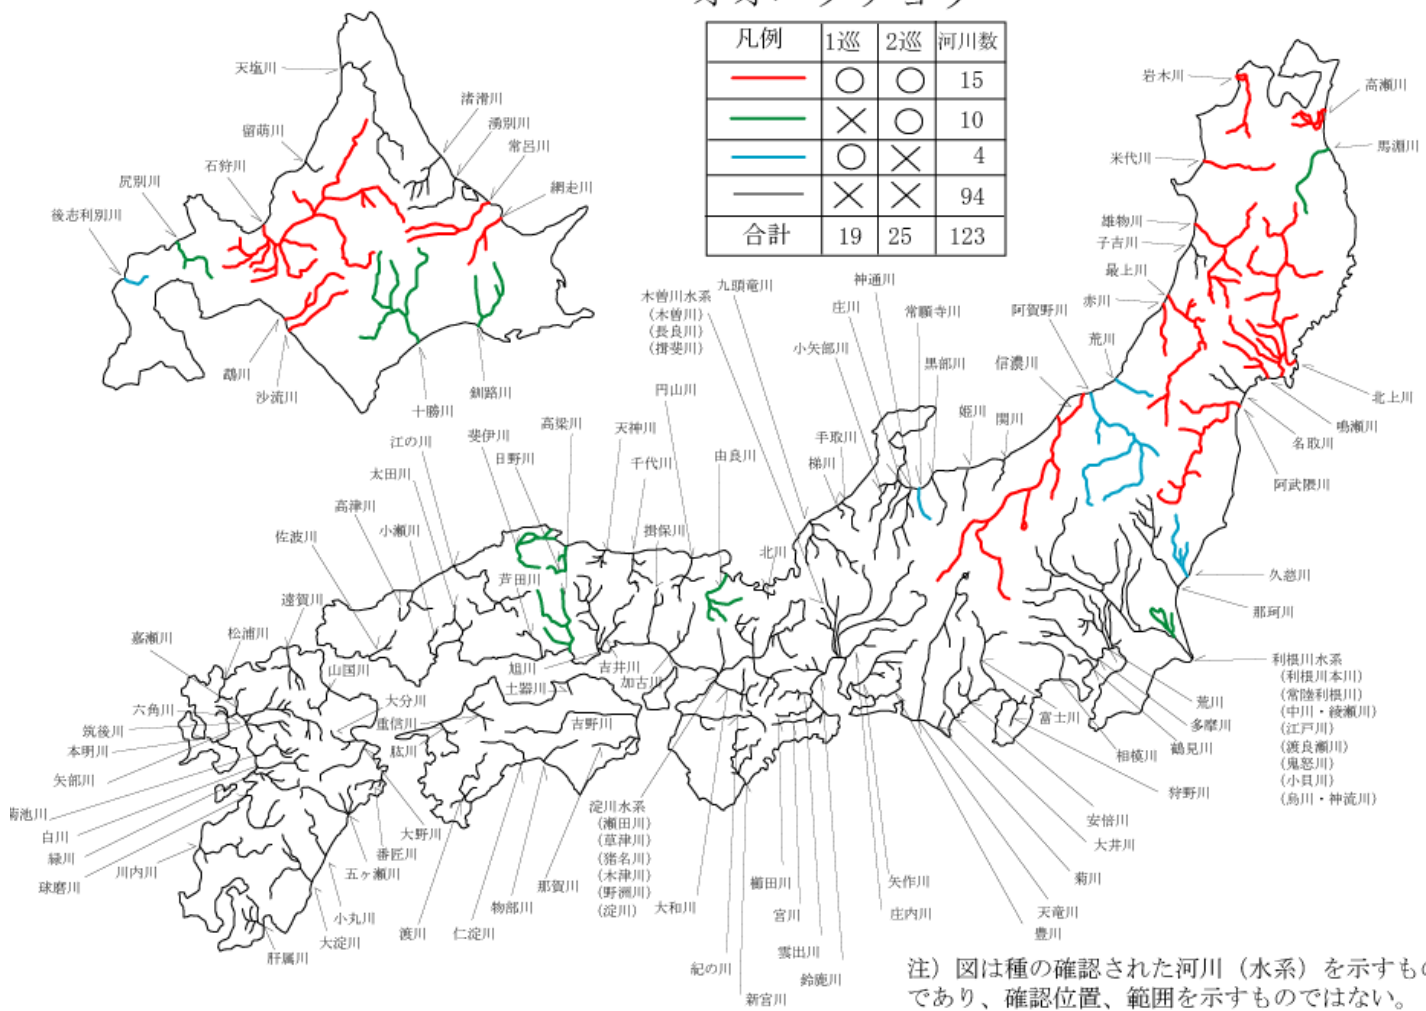 凡例 1巡 2巡 河川数
○ ○ 15
× ○ 10
○ × 4
× × 94
合計 19 25 123
天塩川
渚滑川
湧別川
常呂川
網走川
留萌川
石狩川
尻別川
後志利別川
鵡川
沙流川
十勝川
釧路川
岩木川
高瀬川
馬淵川
米代川
雄物川
子吉川
最上川
赤川
荒川
阿賀野川
信濃川
北上川
鳴瀬川
名取川
阿武隈川
久慈川
那珂川
九頭竜川
神通川
庄川
常願寺川
小矢部川
黒部川
姫川
関川
手取川
梯川
木曽川水系
(木曽川)
(長良川)
(揖斐川)
円山川
由良川
北川
高梁川
天神川
千代川
揖保川
斐伊川
日野川
江の川
太田川
高津川
小瀬川
佐波川
芦田川
旭川
吉井川
加古川
土器川
吉野川
重信川
肱川
遠賀川
松浦川
嘉瀬川
山国川
大分川
六角川
筑後川
本明川
矢部川
菊池川
白川
緑川
球磨川
川内川
大野川
番匠川
五ヶ瀬川
小丸川
大淀川
肝属川
渡川
仁淀川
物部川
那賀川
淀川水系
(瀬田川)
(草津川)
(猪名川)
(木津川)
(野洲川)
(淀川)
大和川
紀の川
新宮川
櫛田川
宮川
雲出川
鈴鹿川
庄内川
矢作川
豊川
天竜川
菊川
大井川
安倍川
狩野川
富士川
相模川
鶴見川
多摩川
荒川
利根川水系
(利根川本川)
(常陸利根川)
(中川・綾瀬川)
(江戸川)
(渡良瀬川)
(鬼怒川)
(小貝川)
(烏川・神流川)
注）図は種の確認された河川（水系）を示すもの
であり、確認位置、範囲を示すものではない。